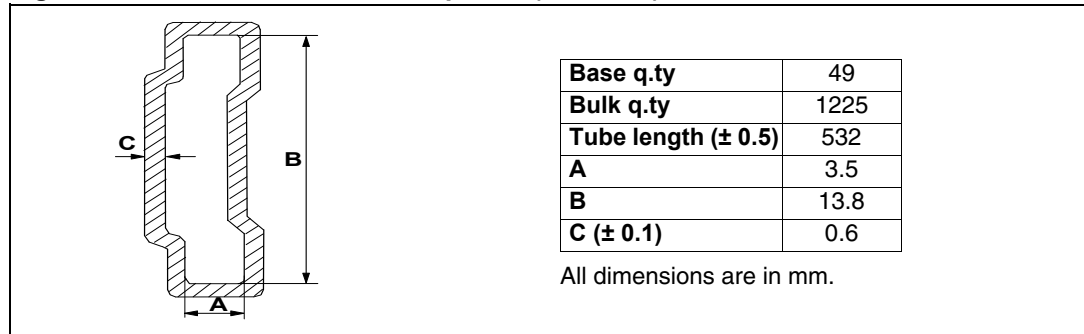 C
B
A
Base q.ty 49
Bulk q.ty 1225
Tube length (± 0.5) 532
A 3.5
B 13.8
C (± 0.1) 0.6
All dimensions are in mm.